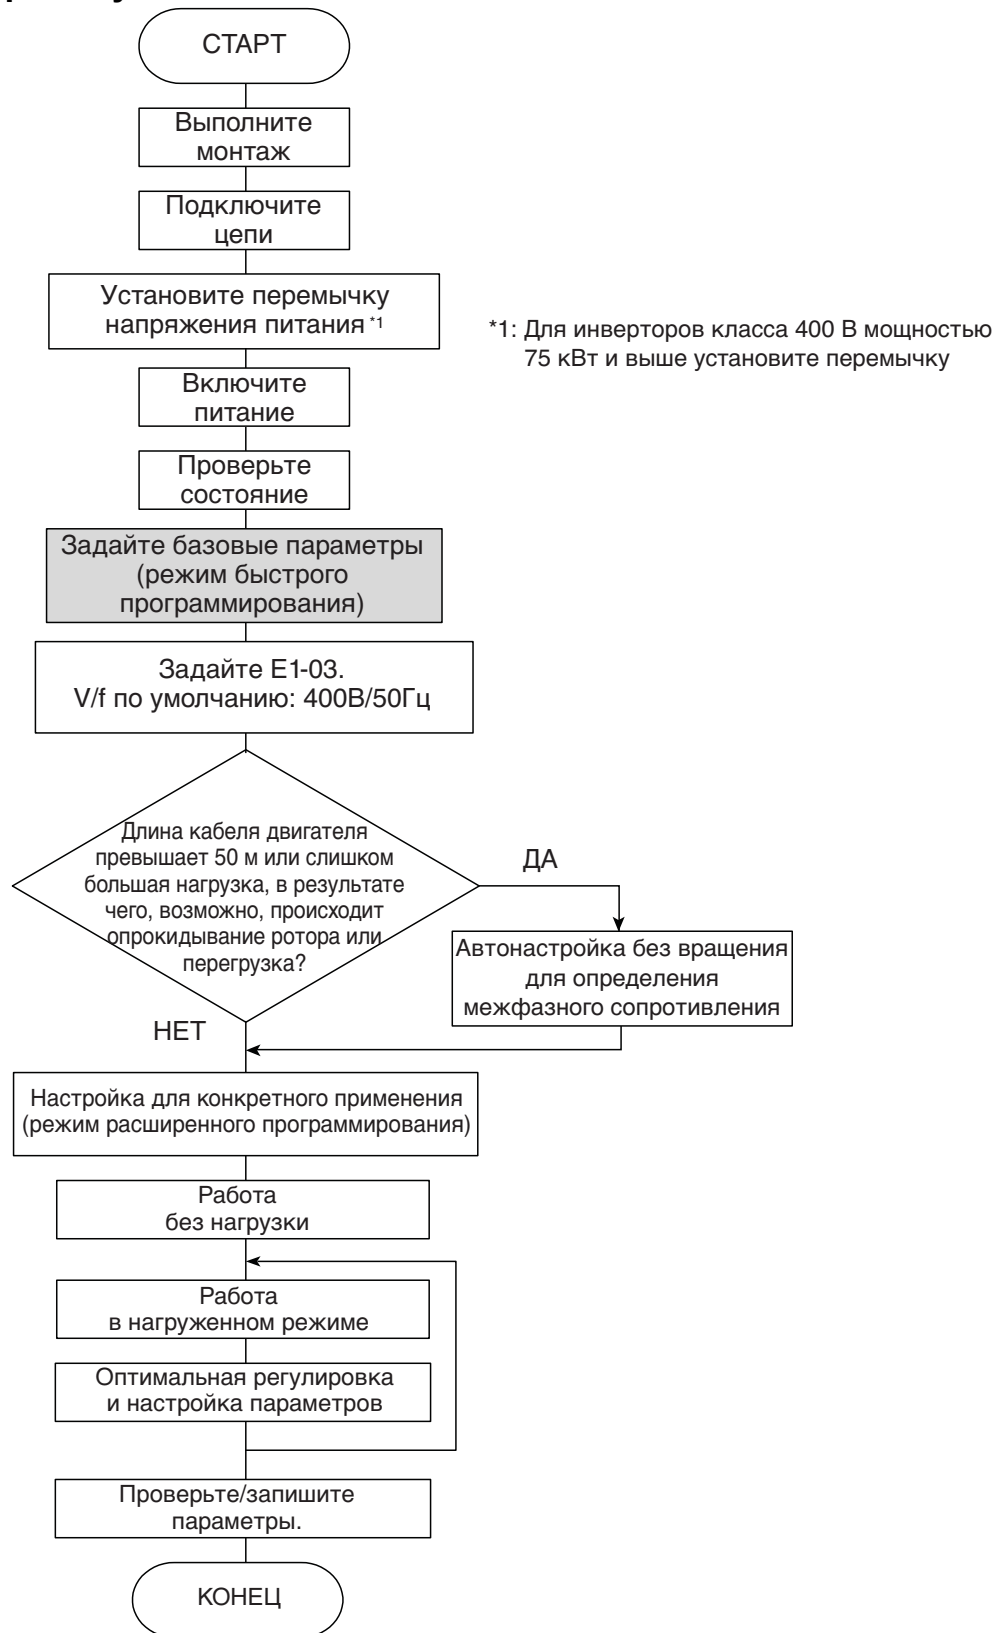 СТАРТ
Выполните
монтаж
Подключите
цепи
Установите перемычку
напряжения питания *1
*1: Для инверторов класса 400 В мощностью
75 кВт и выше установите перемычку
Включите
питание
Проверьте
состояние
Задайте базовые параметры
(режим быстрого
программирования)
Задайте E1-03.
V/f по умолчанию: 400В/50Гц
Длина кабеля двигателя
превышает 50 м или слишком
большая нагрузка, в результате
чего, возможно, происходит
опрокидывание ротора или
перегрузка?
ДА
Автонастройка без вращения
для определения
межфазного сопротивления
НЕТ
Настройка для конкретного применения
(режим расширенного программирования)
Работа
без нагрузки
Работа
в нагруженном режиме
Оптимальная регулировка
и настройка параметров
Проверьте/запишите
параметры.
КОНЕЦ